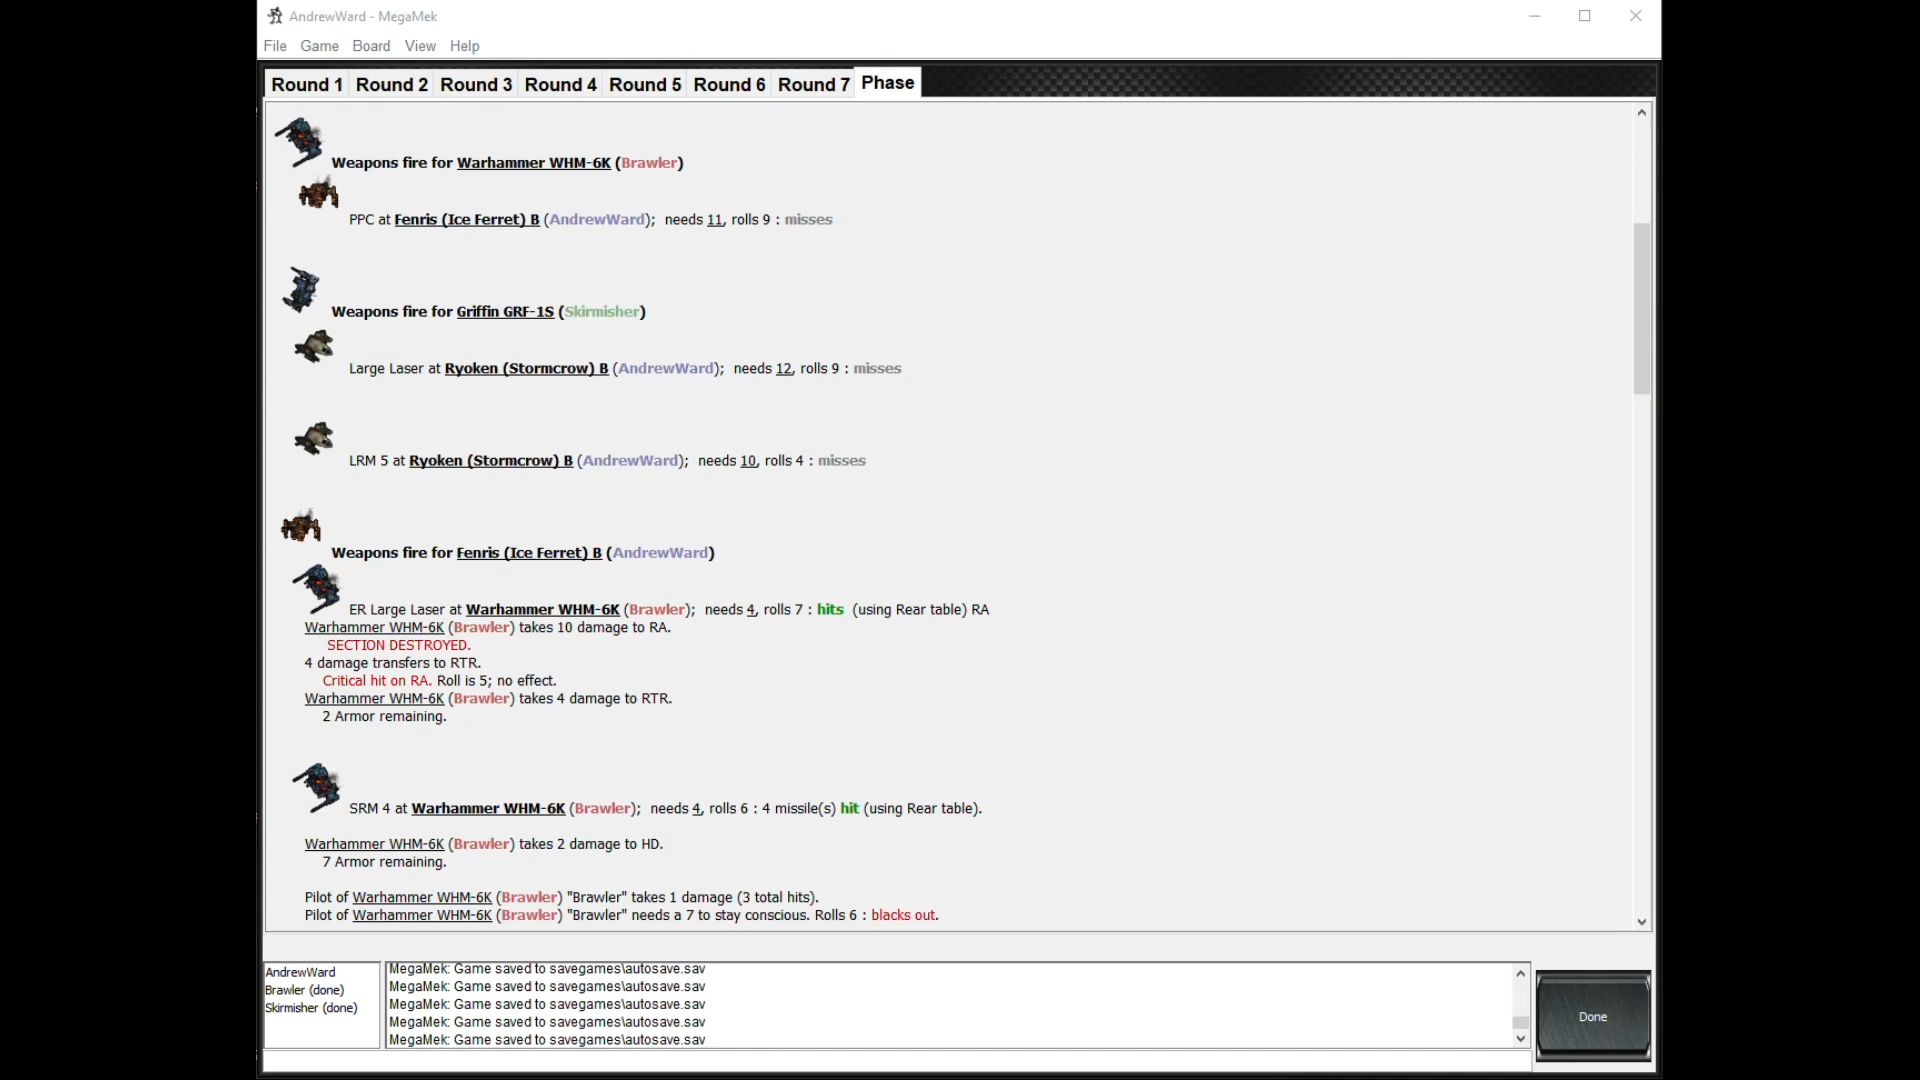 AndrewWard - MegaMek
File Game Board View Help
Round 1 Round 2 Round 3 Round 4 Round 5 Round 6 Round 7 Phase
Weapons fire for Warhammer WHM-6K (Brawler)
PPC at Fenris (Ice Ferret) B (AndrewWard); needs 11, rolls 9 : misses
Weapons fire for Griffin GRF-1S (Skirmisher)
Large Laser at Ryoken (Stormcrow) B (AndrewWard); needs 12, rolls 9 : misses
LRM 5 at Ryoken (Stormcrow) B (AndrewWard); needs 10, rolls 4 : misses
Weapons fire for Fenris (Ice Ferret) B (AndrewWard)
ER Large Laser at Warhammer WHM-6K (Brawler); needs 4, rolls 7 : hits (using Rear table) RA
Warhammer WHM-6K (Brawler) takes 10 damage to RA.
SECTION DESTROYED.
4 damage transfers to RTR.
Critical hit on RA. Roll is 5; no effect.
Warhammer WHM-6K (Brawler) takes 4 damage to RTR.
2 Armor remaining.
SRM 4 at Warhammer WHM-6K (Brawler); needs 4, rolls 6 : 4 missile(s) hit (using Rear table).
Warhammer WHM-6K (Brawler) takes 2 damage to HD.
7 Armor remaining.
Pilot of Warhammer WHM-6K (Brawler) "Brawler" takes 1 damage (3 total hits).
Pilot of Warhammer WHM-6K (Brawler) "Brawler" needs a 7 to stay conscious. Rolls 6 : blacks out.
AndrewWard
Brawler (done)
Skirmisher (done)
MegaMek: Game saved to savegames\autosave.sav
MegaMek: Game saved to savegames\autosave.sav
MegaMek: Game saved to savegames\autosave.sav
MegaMek: Game saved to savegames\autosave.sav
MegaMek: Game saved to savegames\autosave.sav
Done